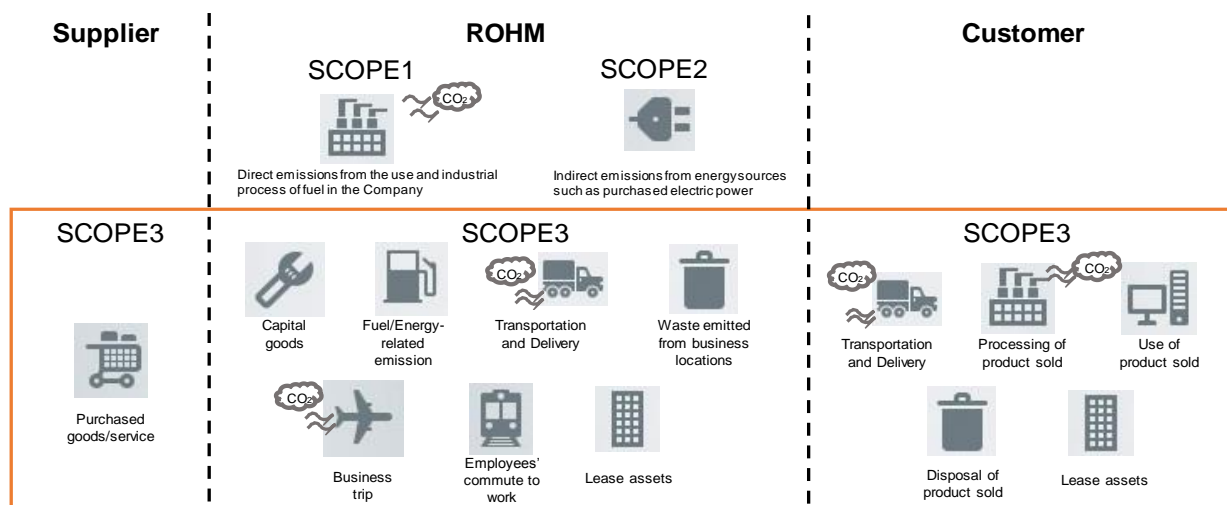 Supplier
ROHM
Customer
SCOPE1
SCOPE2
CO₂
Direct emissions from the use and industrial
process of fuel in the Company
Indirect emissions from energy sources
such as purchased electric power
SCOPE3
SCOPE3
SCOPE3
CO₂
CO₂
CO₂
Capital
goods
Fuel/Energy-
related
emission
Transportation
and Delivery
Waste emitted
from business
locations
Transportation
and Delivery
Processing of
product sold
Use of
product sold
Purchased
goods/service
CO₂
Business
trip
Employees'
commute to
work
Lease assets
Disposal of
product sold
Lease assets